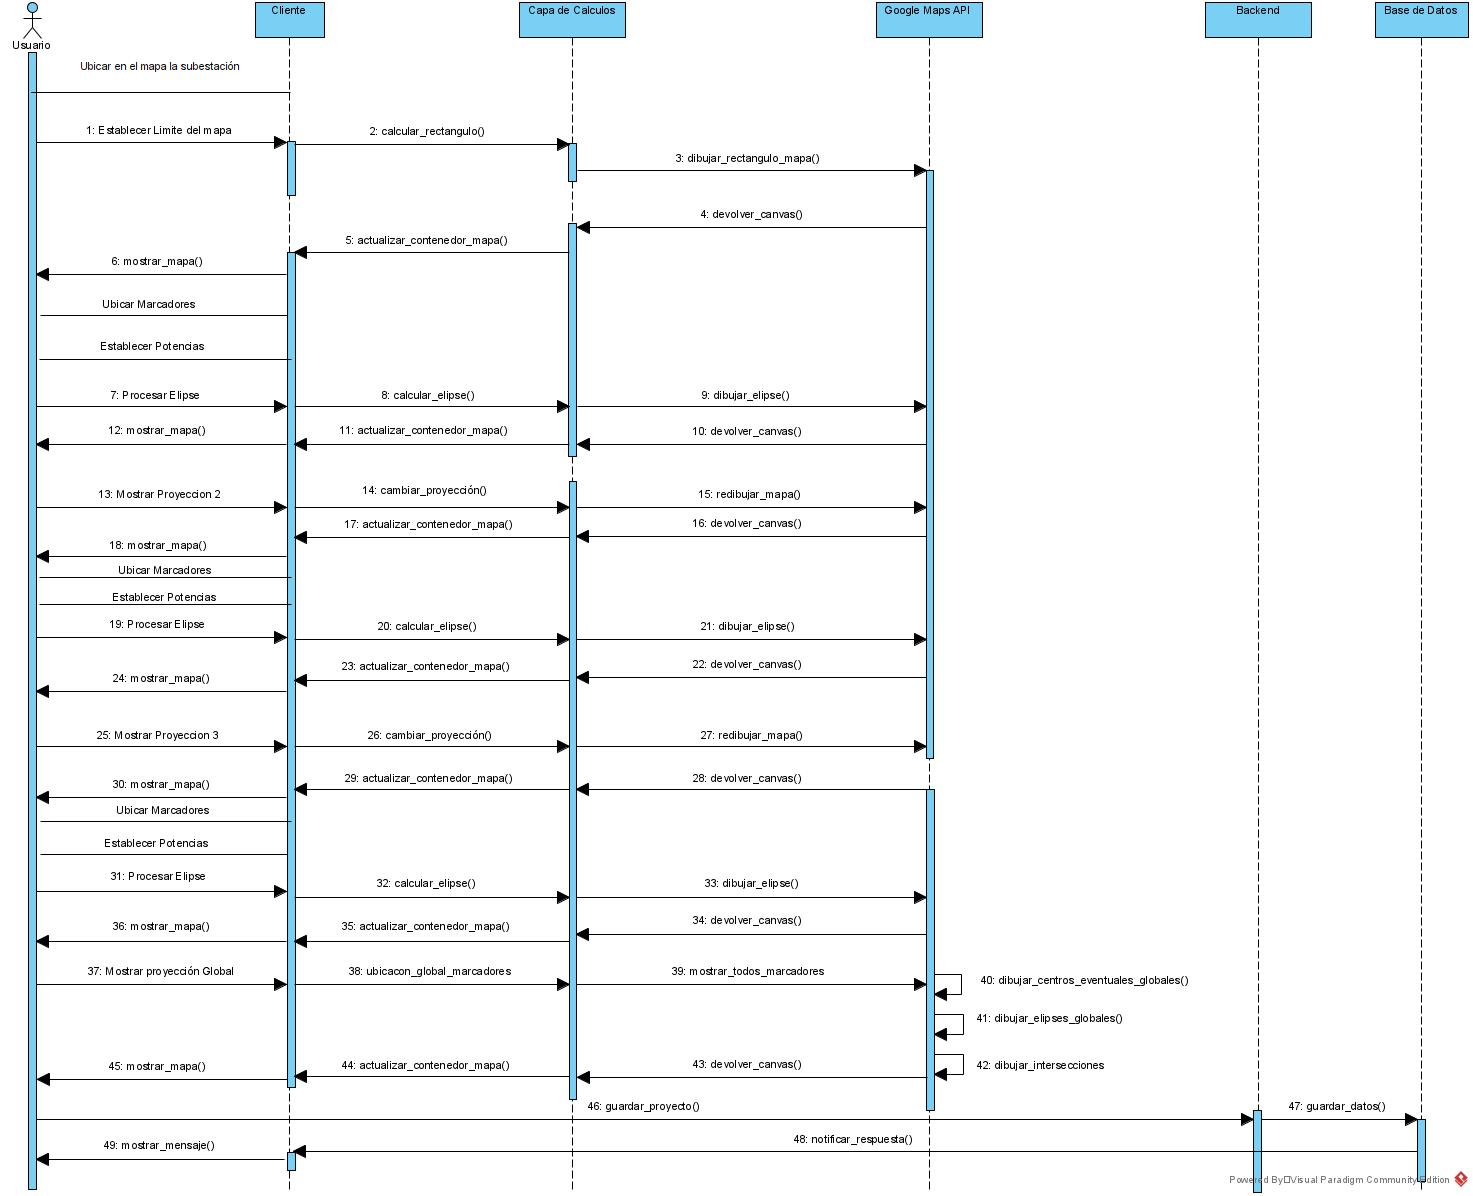 Cliente
Capa de Calculos
Google Maps API
Backend
Base de Datos
Usuario
Ubicar en el mapa la subestación
1: Establecer Limite del mapa
2: calcular_rectangulo()
3: dibujar_rectangulo_mapa()
4: devolver_canvas()
5: actualizar_contenedor_mapa()
6: mostrar_mapa()
Ubicar Marcadores
Establecer Potencias
7: Procesar Elipse
8: calcular_elipse()
9: dibujar_elipse()
12: mostrar_mapa()
11: actualizar_contenedor_mapa()
10: devolver_canvas()
13: Mostrar Proyeccion 2
14: cambiar_proyección()
15: redibujar_mapa()
17: actualizar_contenedor_mapa()
16: devolver_canvas()
18: mostrar_mapa()
Ubicar Marcadores
Establecer Potencias
19: Procesar Elipse
20: calcular_elipse()
21: dibujar_elipse()
24: mostrar_mapa()
23: actualizar_contenedor_mapa()
22: devolver_canvas()
25: Mostrar Proyeccion 3
26: cambiar_proyección()
27: redibujar_mapa()
30: mostrar_mapa()
29: actualizar_contenedor_mapa()
28: devolver_canvas()
Ubicar Marcadores
Establecer Potencias
31: Procesar Elipse
32: calcular_elipse()
33: dibujar_elipse()
36: mostrar_mapa()
35: actualizar_contenedor_mapa()
34: devolver_canvas()
37: Mostrar proyección Global
38: ubicacon_global_marcadores
39: mostrar_todos_marcadores
40: dibujar_centros_eventuales_globales()
41: dibujar_elipses_globales()
42: dibujar_intersecciones
45: mostrar_mapa()
44: actualizar_contenedor_mapa()
43: devolver_canvas()
46: guardar_proyecto()
47: guardar_datos()
49: mostrar_mensaje()
48: notificar_respuesta()
Powered By□Visual Paradigm Community Edition